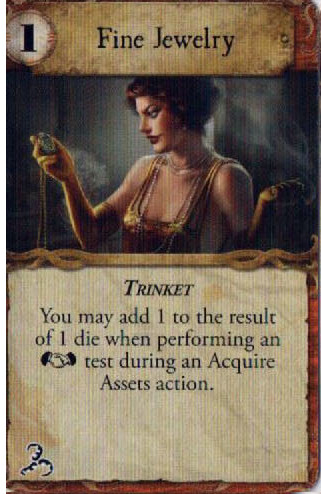 1
Fine Jewelry
TRINKET
You may add 1 to the result
of 1 die when performing an
test during an Acquire
Assets action.